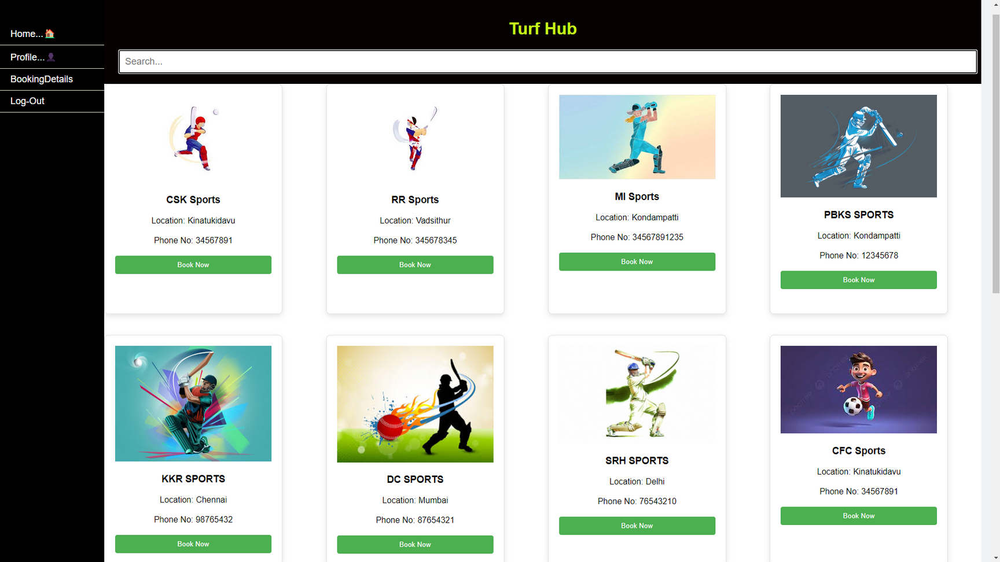 Home...🏠
Profile...👤
BookingDetails
Log-Out
Turf Hub
Search...
CSK Sports
Location: Kinatukidavu
Phone No: 34567891
Book Now
RR Sports
Location: Vadsithur
Phone No: 345678345
Book Now
MI Sports
Location: Kondampatti
Phone No: 34567891235
Book Now
PBKS SPORTS
Location: Kondampatti
Phone No: 12345678
Book Now
KKR SPORTS
Location: Chennai
Phone No: 98765432
Book Now
DC SPORTS
Location: Mumbai
Phone No: 87654321
Book Now
SRH SPORTS
Location: Delhi
Phone No: 76543210
Book Now
CFC Sports
Location: Kinatukidavu
Phone No: 34567891
Book Now